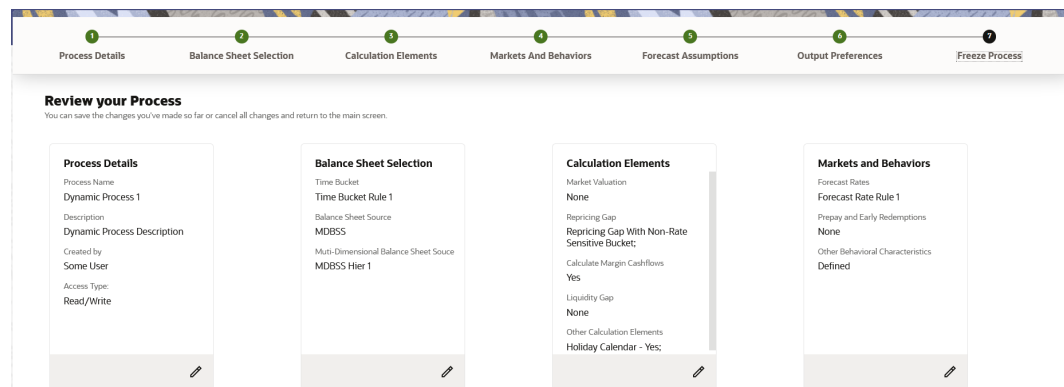 1 2 3 4 5 6 7
Process Details Balance Sheet Selection Calculation Elements Markets And Behaviors Forecast Assumptions Output Preferences Freeze Process
Review your Process
You can save the changes you've made so far or cancel all changes and return to the main screen.
Process Details
Process Name
Dynamic Process 1
Description
Dynamic Process Description
Created by
Some User
Access Type:
Read/Write
Balance Sheet Selection
Time Bucket
Time Bucket Rule 1
Balance Sheet Source
MDBSS
Muti-Dimensional Balance Sheet Souce
MDBSS Hier 1
Calculation Elements
Market Valuation
None
Repricing Gap
Repricing Gap With Non-Rate
Sensitive Bucket;
Calculate Margin Cashflows
Yes
Liquidity Gap
None
Other Calculation Elements
Holiday Calendar - Yes;
Markets and Behaviors
Forecast Rates
Forecast Rate Rule 1
Prepay and Early Redemptions
None
Other Behavioral Characteristics
Defined